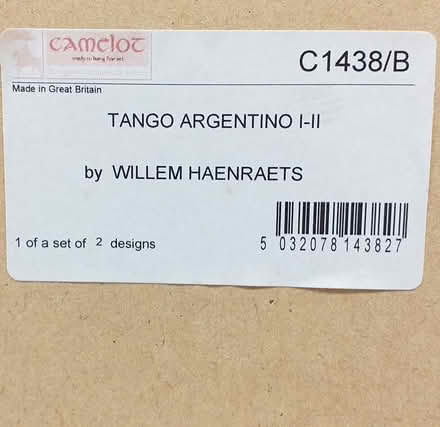 camelot
ready to hang fine art
C1438/B
Made in Great Britain
TANGO ARGENTINO I-II
by WILLEM HAENRAETS
1 of a set of 2 designs
5 032078 143827